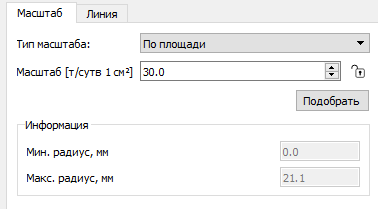 Масштаб Линия
Тип масштаба: По площади
Масштаб [т/сутв 1 см²] 30.0
Подобрать
Информация
Мин. радиус, мм 0.0
Макс. радиус, мм 21.1